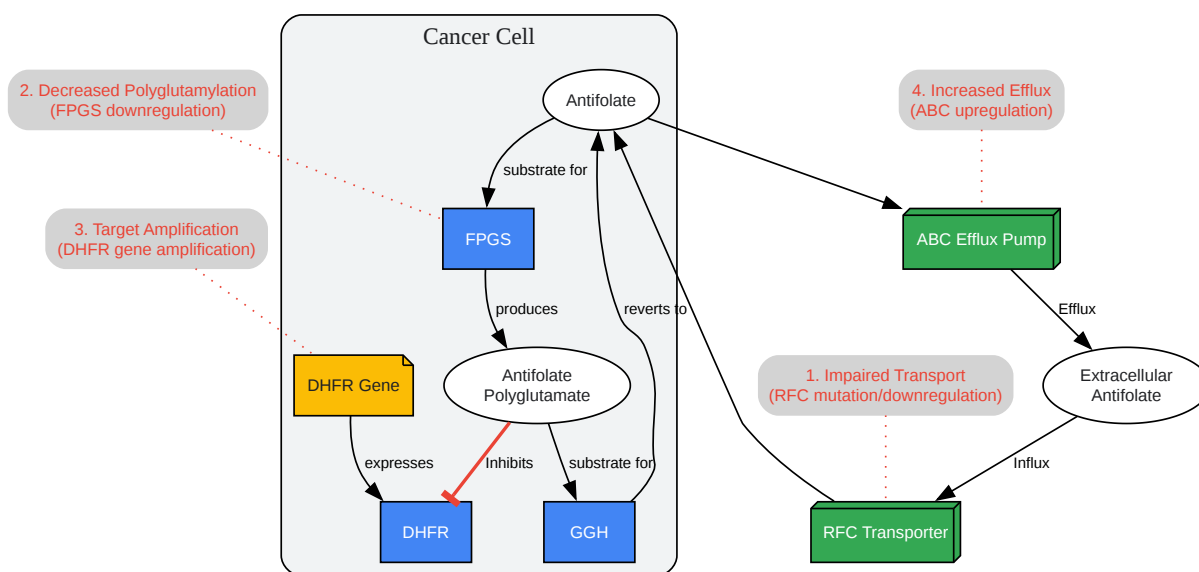 Cancer Cell
2. Decreased Polyglutamylation
(FPGS downregulation)
Antifolate
4. Increased Efflux
(ABC upregulation)
substrate for
3. Target Amplification
(DHFR gene amplification)
FPGS
ABC Efflux Pump
produces
reverts to
Efflux
DHFR Gene
Antifolate
Polyglutamate
1. Impaired Transport
(RFC mutation/downregulation)
Extracellular
Antifolate
expresses
Inhibits
substrate for
Influx
DHFR
GGH
RFC Transporter